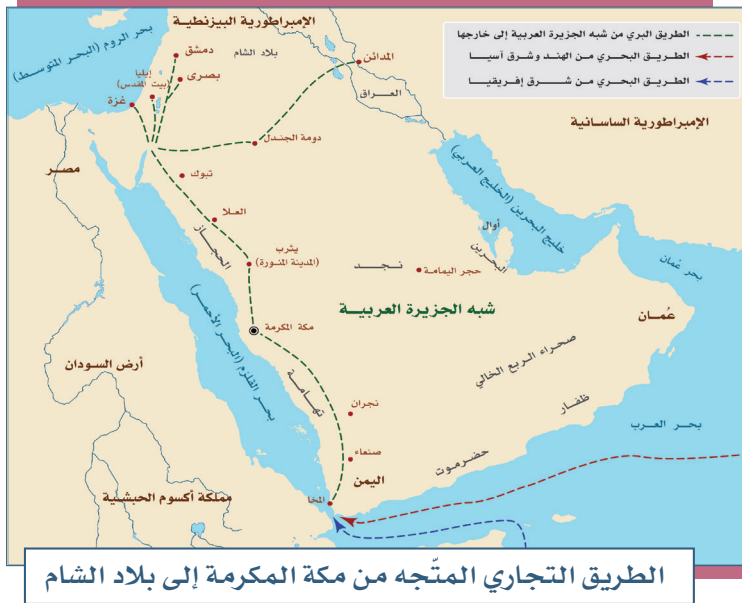 الإمبراطورية البيزنطية
بحر الروم (البحر المتوسط)
الطريق البري من شبه الجزيرة العربية إلى خارجها
الطريق البحري من الهند وشرق آسيا
الطريق البحري من شرق إفريقيا
دمشق
بلاد الشام
المدائن
بصرى
إيليا
(بيت المقدس)
غزة
العراق
الإمبراطورية الساسانية
دومة الجندل
مصر
تبوك
خليج البحرين (الخليج العربي)
العلا
أوال
الحجاز
يثرب
(المدينة المنورة)
نجد
حجر اليمامة
البحرين
بحر عُمان
شبه الجزيرة العربية
عُمان
مكة المكرمة
بحر القلزم (البحر الأحمر)
أرض السودان
صحراء الربع الخالي
تهامة
نجران
ظفار
بحر العرب
صنعاء
حضرموت
اليمن
المخا
مملكة أكسوم الحبشية
الطريق التجاري المتّجه من مكة المكرمة إلى بلاد الشام